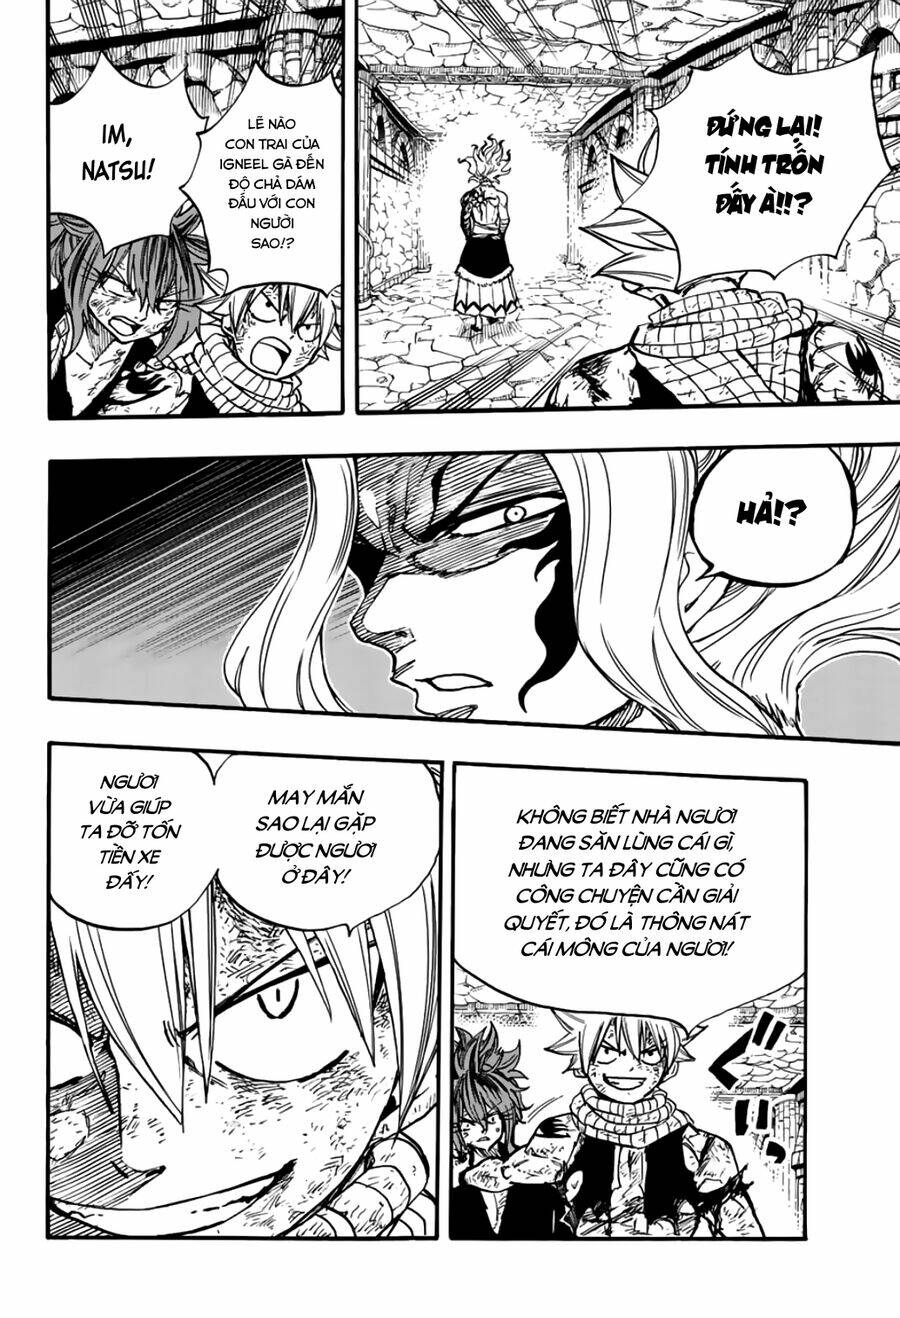 ĐỨNG LẠI!
TÍNH TRỐN
ĐẤY À!!?
LẼ NÀO
CON TRAI CỦA
IGNEEL GÀ ĐẾN
ĐỘ CHẢ DÁM
ĐẤU VỚI CON
NGƯỜI
SAO!?
IM,
NATSU!
HẢ!?
KHÔNG BIẾT NHÀ NGƯƠI
ĐANG SĂN LÙNG CÁI GÌ,
NHƯNG TA ĐÂY CŨNG CÓ
CÔNG CHUYỆN CẦN GIẢI
QUYẾT, ĐÓ LÀ THÔNG NÁT
CÁI MÔNG CỦA NGƯƠI!
MAY MẮN
SAO LẠI GẶP
ĐƯỢC NGƯƠI
Ở ĐÂY!
NGƯƠI
VỪA GIÚP
TA ĐỠ TỐN
TIỀN XE
ĐẤY!